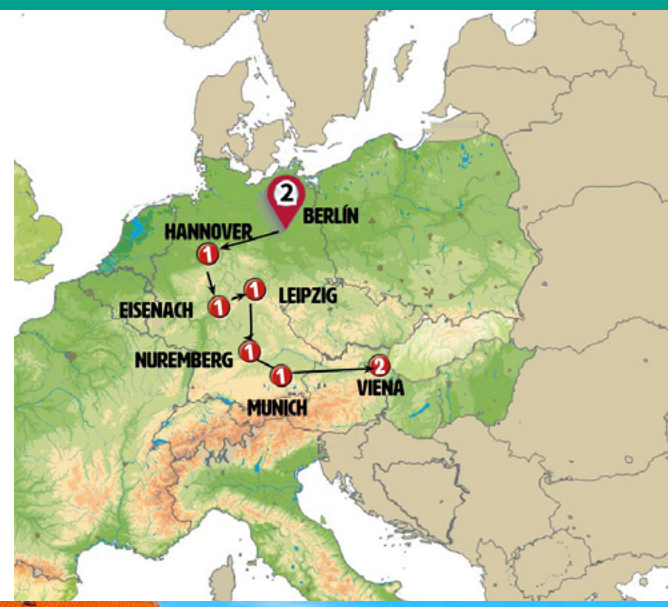 2
BERLÍN
HANNOVER
1
1
LEIPZIG
EISENACH
1
NUREMBERG
1
1
2
VIENA
MUNICH